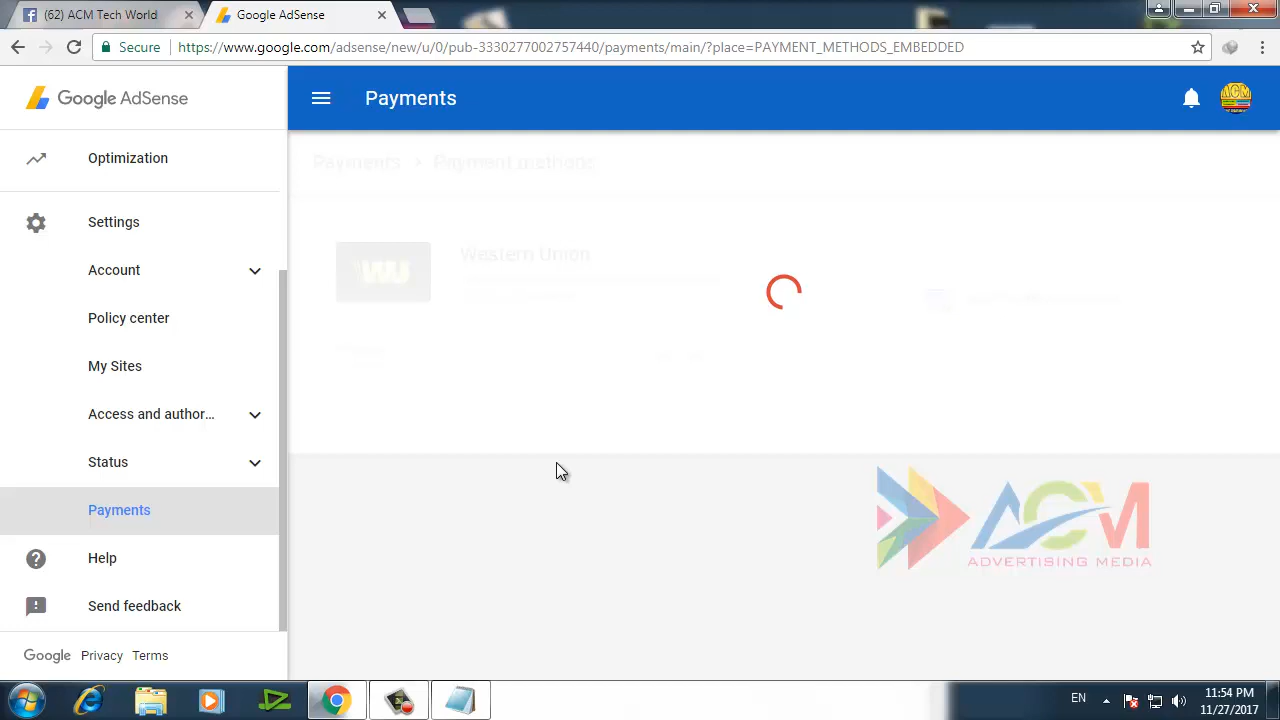 (62) ACM Tech World
Google AdSense
Secure
https://www.google.com/adsense/new/u/0/pub-3330277002757440/payments/main/?place=PAYMENT_METHODS_EMBEDDED
Google AdSense
Payments
ACM
Optimization
Payments > Payment methods
Settings
Western Union
WU
Account
Policy center
My Sites
Access and author...
Status
Payments
ACM
ADVERTISING MEDIA
Help
Send feedback
Google Privacy Terms
EN
11:54 PM
11/27/2017